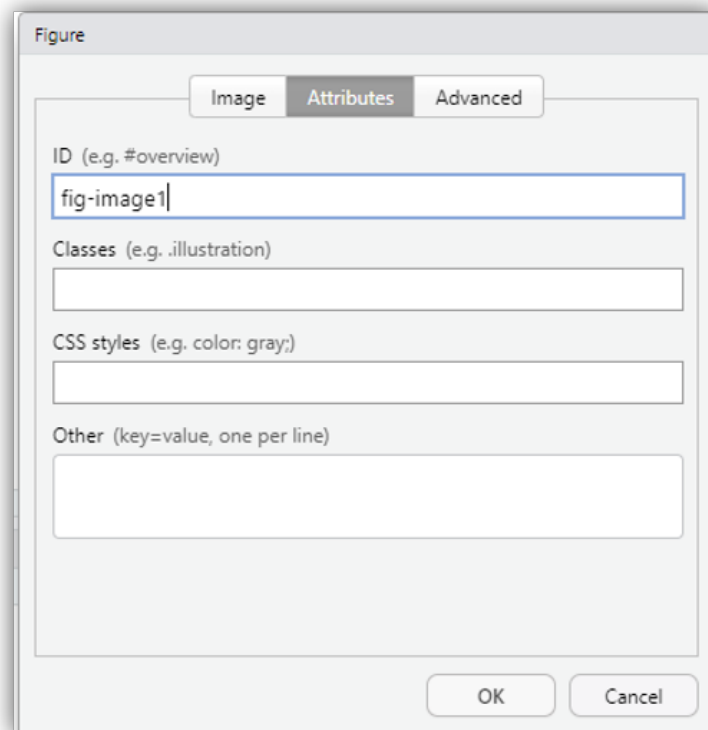 Figure
Image Attributes Advanced
ID (e.g. #overview)
fig-image1
Classes (e.g. .illustration)
CSS styles (e.g. color: gray;)
Other (key=value, one per line)
OK Cancel